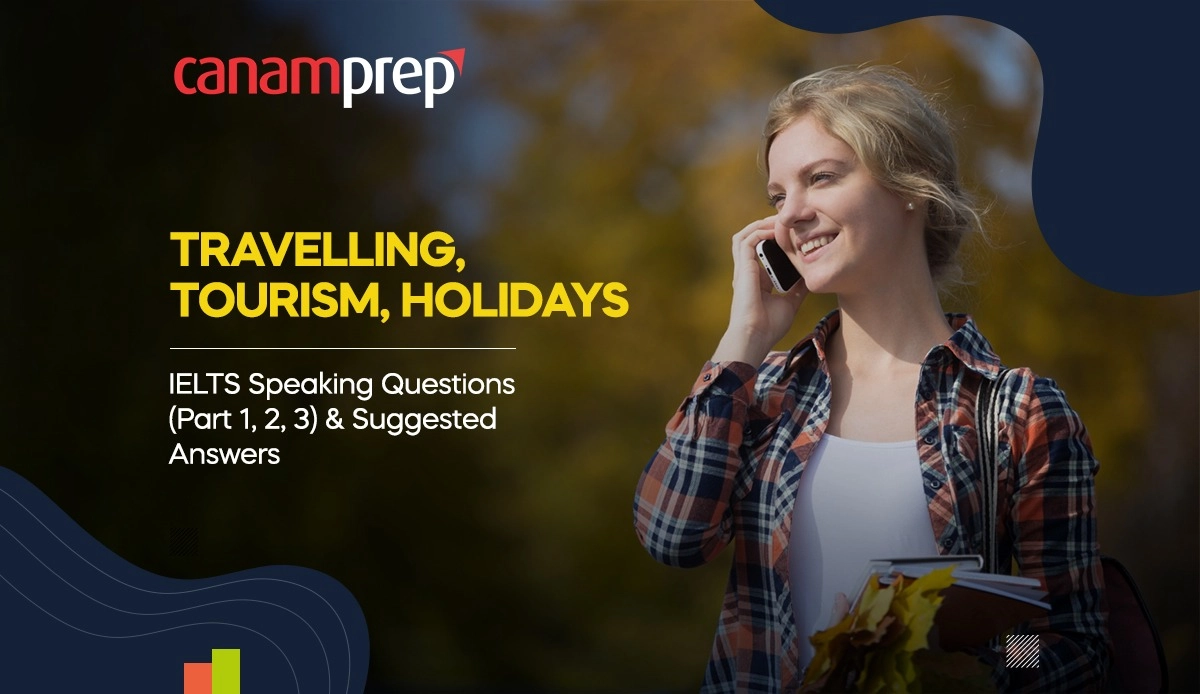 canamprep
TRAVELLING,
TOURISM, HOLIDAYS
IELTS Speaking Questions
(Part 1, 2, 3) & Suggested
Answers